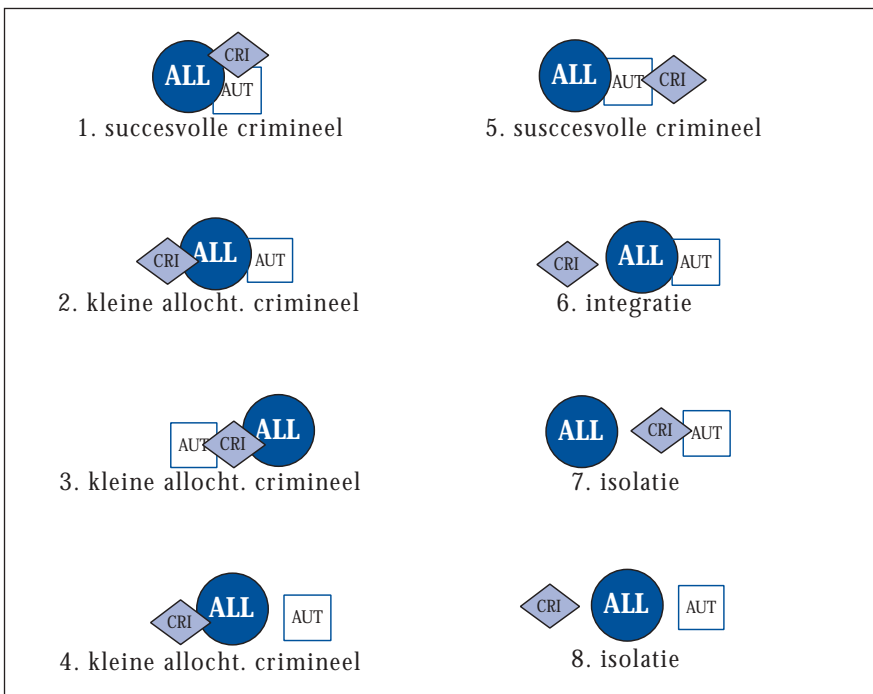 CRI
ALL
AUT
1. succesvolle crimineel
ALL
AUT
CRI
5. susccesvolle crimineel
CRI
ALL
AUT
2. kleine allocht. crimineel
CRI
ALL
AUT
6. integratie
AUT
CRI
ALL
3. kleine allocht. crimineel
ALL
CRI
AUT
7. isolatie
CRI
ALL
AUT
4. kleine allocht. crimineel
CRI
ALL
AUT
8. isolatie